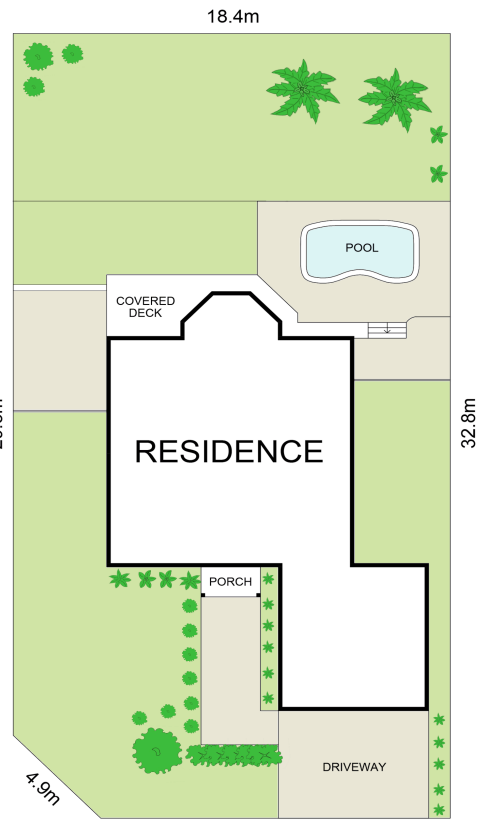 18.4m
POOL
COVERED
DECK
32.8m
RESIDENCE
PORCH
DRIVEWAY
4.9m